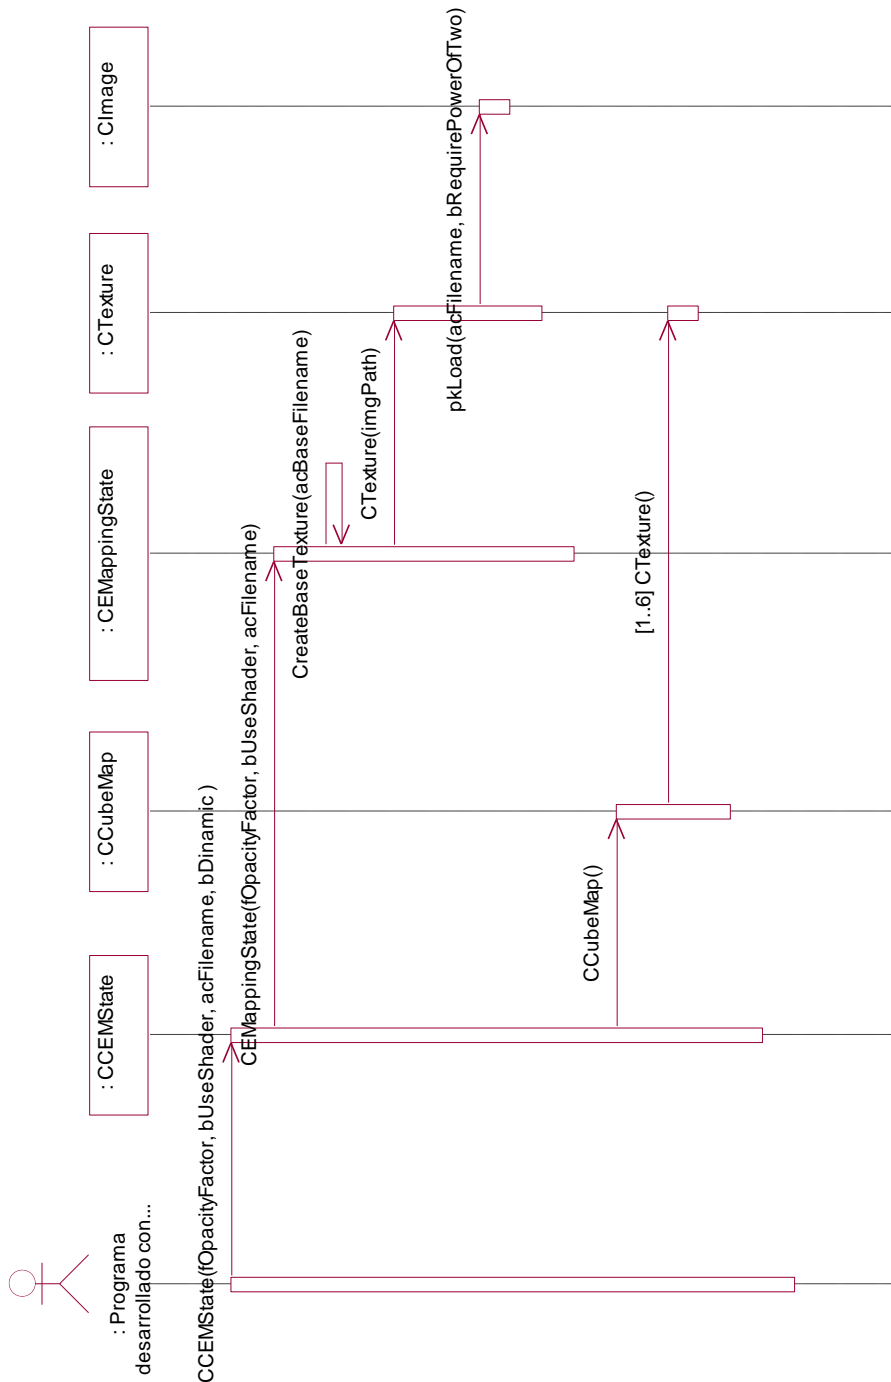 : Programa
desarrollado con...
: CCEMState
: CCubeMap
: CEMappingState
: CTexture
: CImage
CCEMState(fOpacityFactor, bUseShader, acFilename, bDinamic )
CEMappingState(fOpacityFactor, bUseShader, acFilename)
CreateBaseTexture(acBaseFilename)
CTexture(imgPath)
pkLoad(acFilename, bRequirePowerOfTwo)
CCubeMap()
[1..6] CTexture()